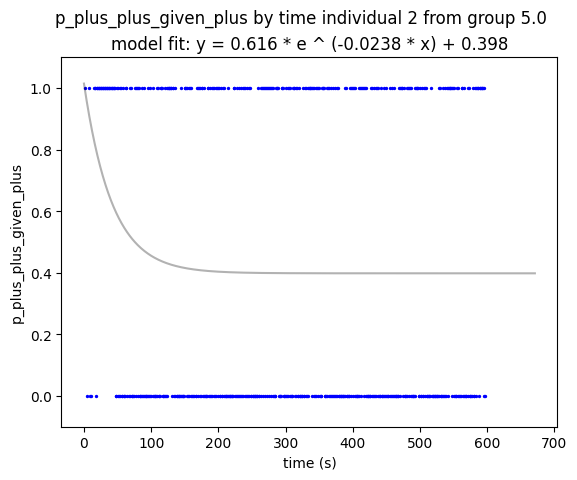 p_plus_plus_given_plus by time individual 2 from group 5.0
model fit: y = 0.616 * e ^ (-0.0238 * x) + 0.398
1.0
0.8
0.6
0.4
0.2
0.0
p_plus_plus_given_plus
0 100 200 300 400 500 600 700
time (s)